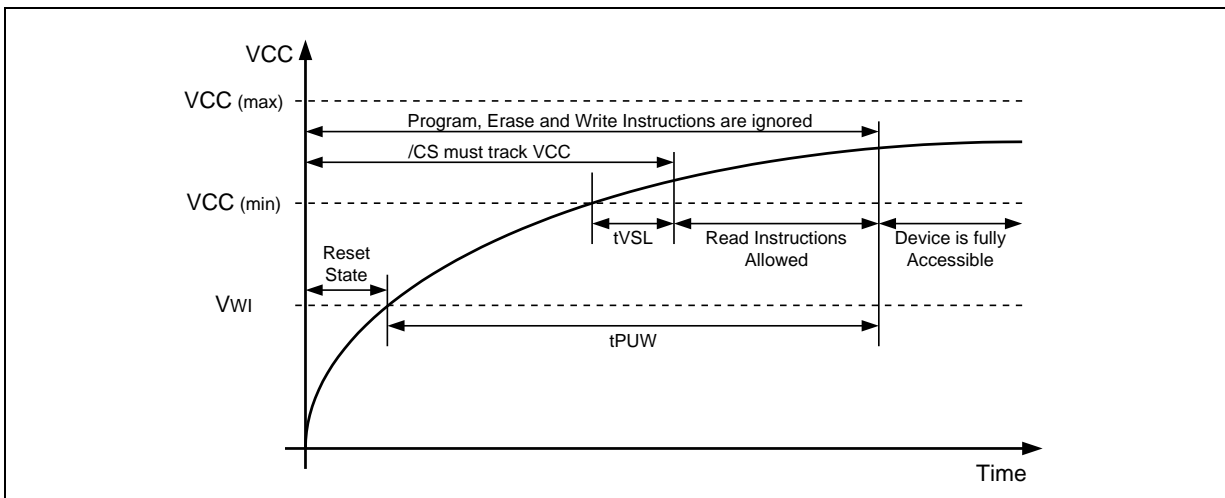 VCC
VCC (max)
Program, Erase and Write Instructions are ignored
/CS must track VCC
VCC (min)
tVSL
Read Instructions
Allowed
Device is fully
Accessible
Reset
State
VWI
tPUW
Time